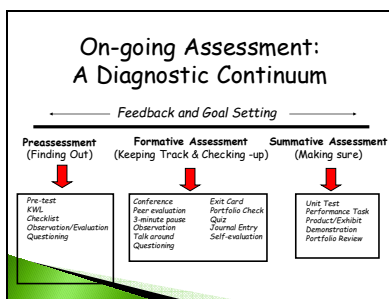 On-going Assessment:
A Diagnostic Continuum
Feedback and Goal Setting
Preassessment
(Finding Out)
Formative Assessment
(Keeping Track & Checking -up)
Summative Assessment
(Making sure)
Pre-test
KWL
Checklist
Observation/Evaluation
Questioning
Conference
Peer evaluation
3-minute pause
Observation
Talk around
Questioning
Exit Card
Portfolio Check
Quiz
Journal Entry
Self-evaluation
Unit Test
Performance Task
Product/Exhibit
Demonstration
Portfolio Review